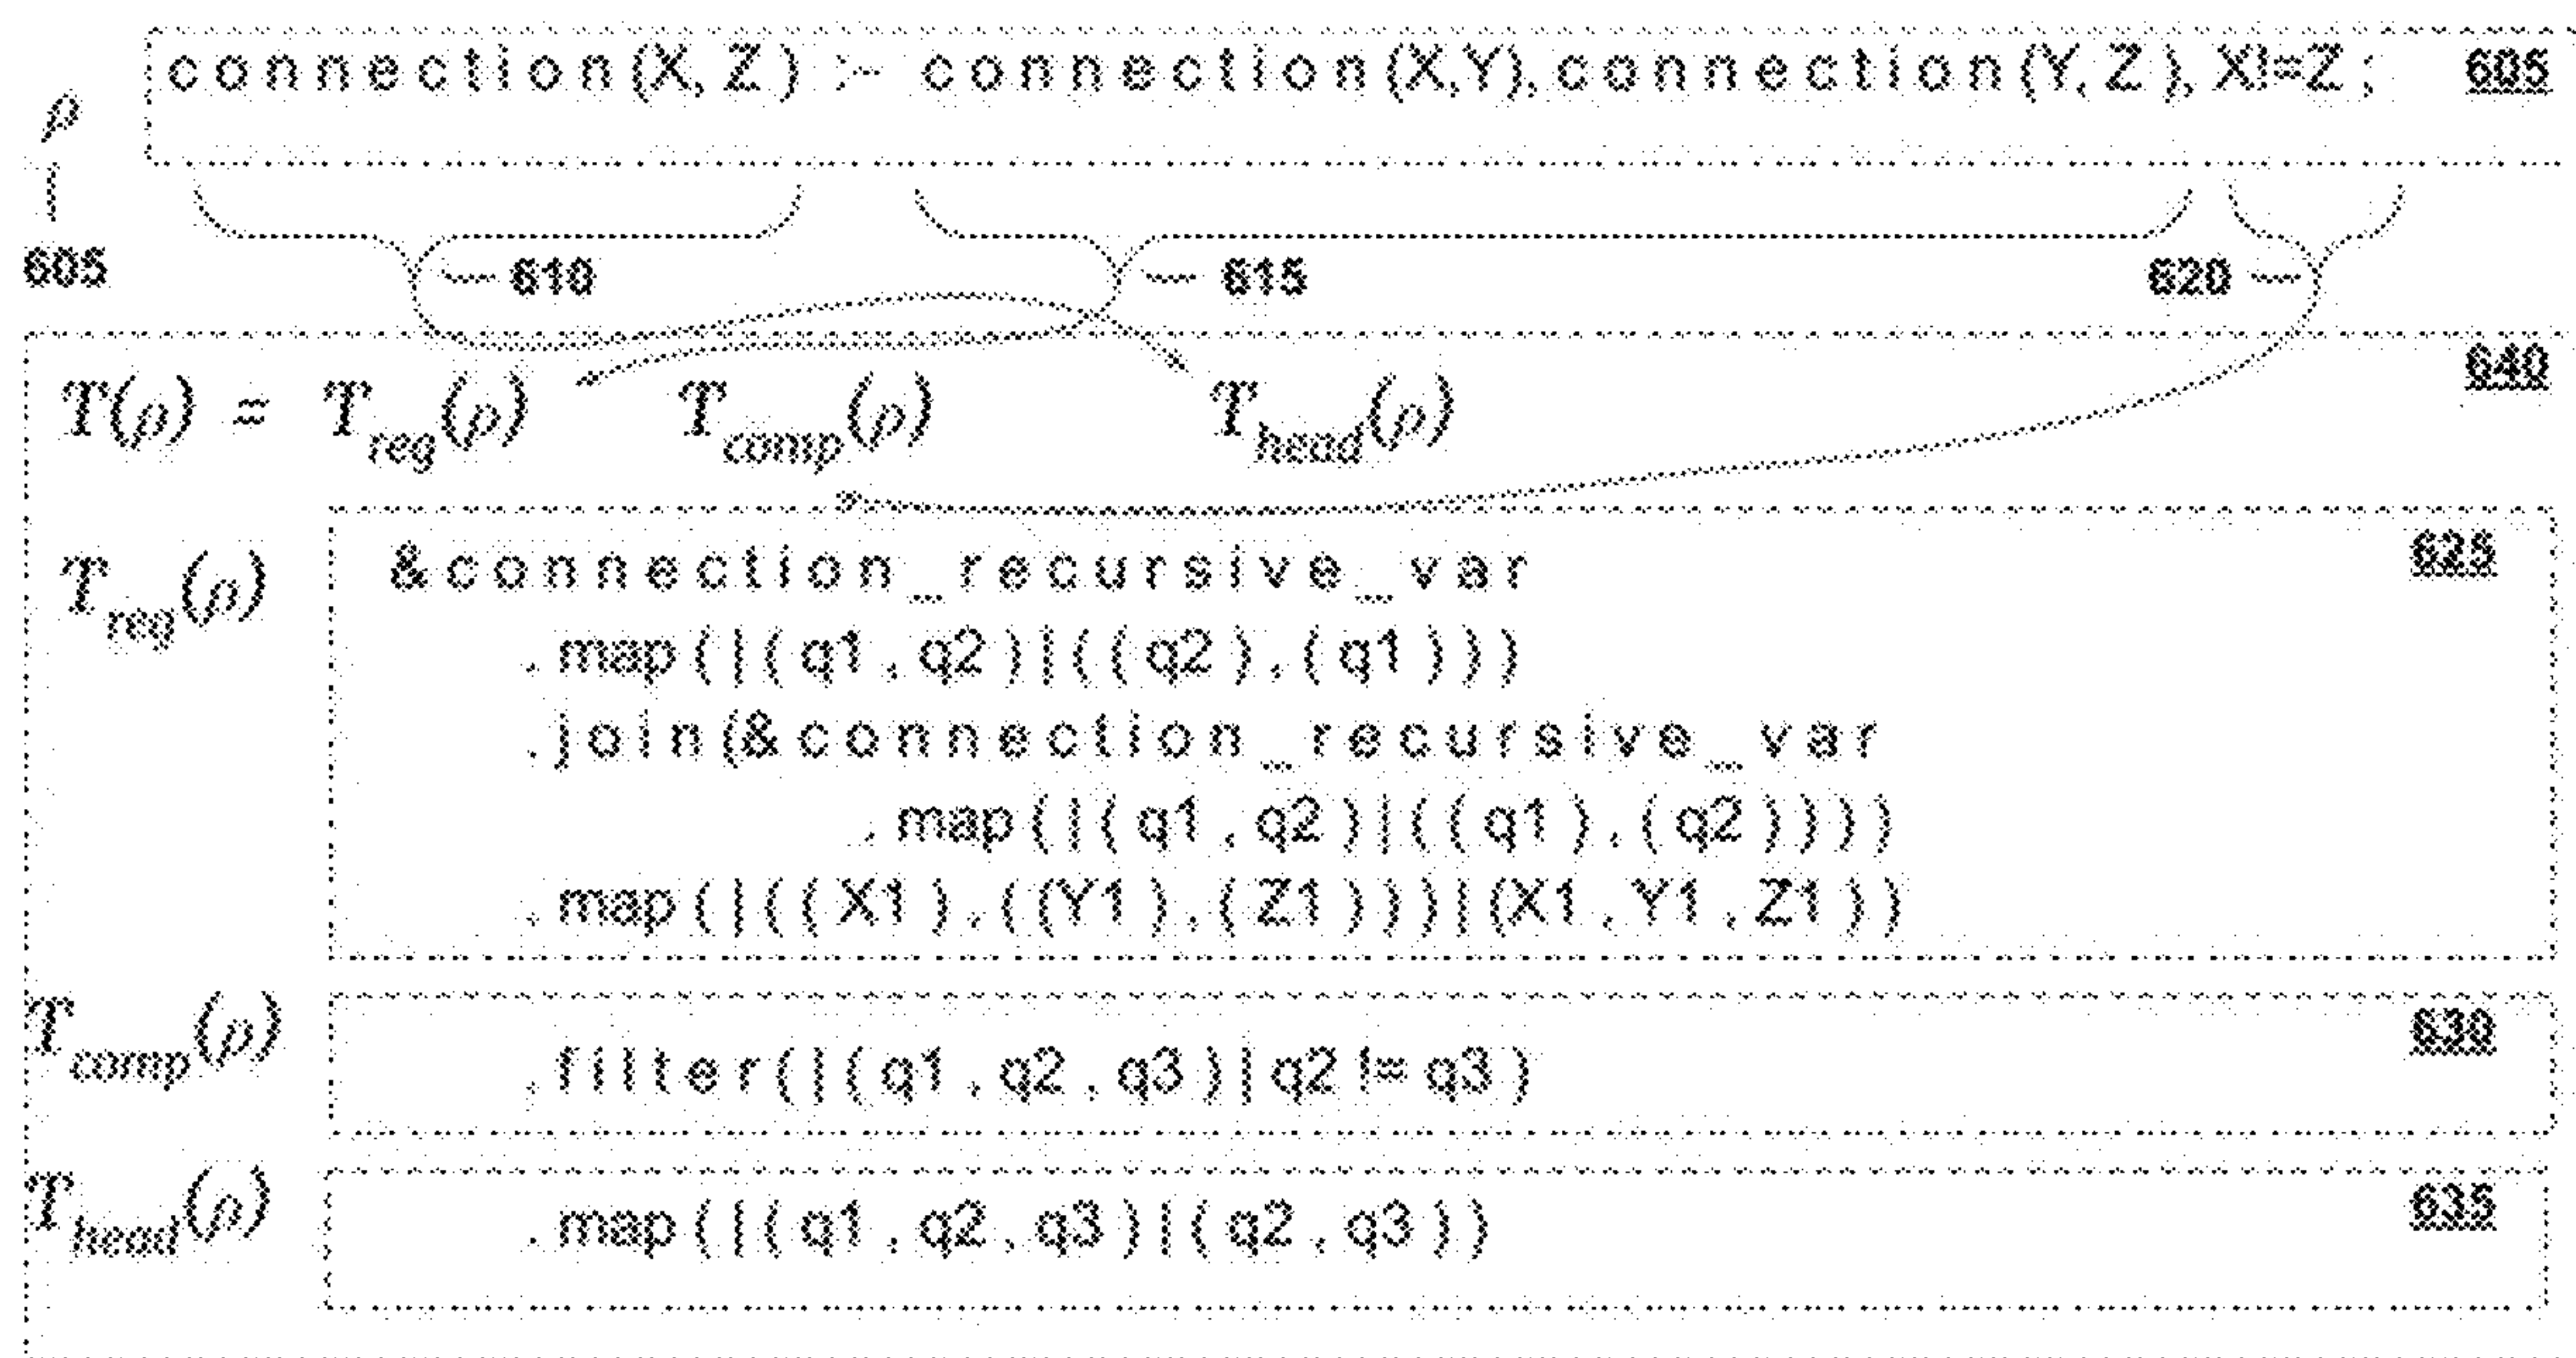 connection(X, Z) :- connection(X,Y),connection(Y, Z), X!=Z; 605
ρ
605
610 615 620
640
T(ρ) = T_reg(ρ) T_comp(ρ) T_head(ρ)
625
T_reg(ρ) &connection_recursive_var
.map(|(q1,q2)|((q2),(q1)))
.join(&connection_recursive_var
.map(|(q1,q2)|((q1),(q2))))
.map(|((X1),((Y1),(Z1)))|(X1,Y1,Z1))
630
T_comp(ρ) .filter(|(q1,q2,q3)|q2!=q3)
635
T_head(ρ) .map(|(q1,q2,q3)|(q2,q3))